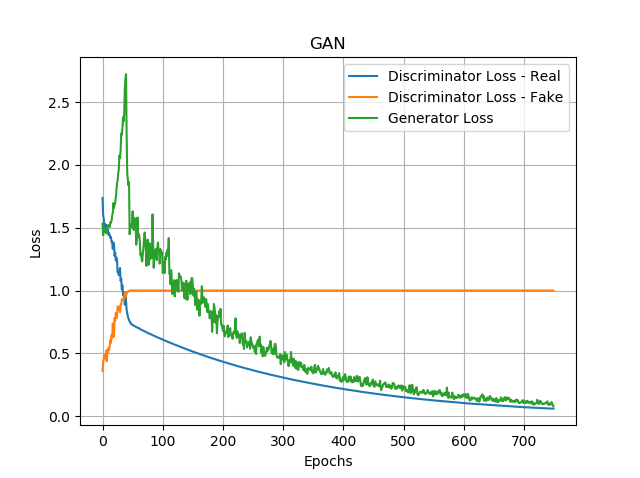 GAN
Discriminator Loss - Real
Discriminator Loss - Fake
Generator Loss
Loss
2.5
2.0
1.5
1.0
0.5
0.0
0 100 200 300 400 500 600 700
Epochs